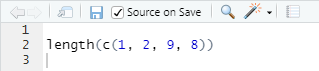 Source on Save
1
2 length(c(1, 2, 9, 8))
3